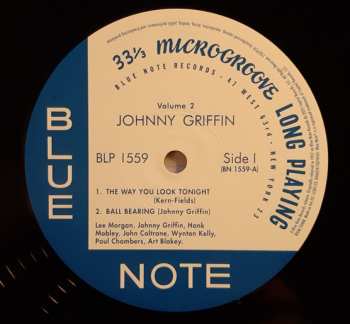 33⅓ MICROGROOVE LONG PLAYING
BLUE NOTE RECORDS · 47 WEST 63rd · NEW YORK 23
Volume 2
JOHNNY GRIFFIN
BLP 1559
Side 1
(BN 1559-A)
1. THE WAY YOU LOOK TONIGHT
(Kern-Fields)
2. BALL BEARING (Johnny Griffin)
Lee Morgan, Johnny Griffin, Hank
Mobley, John Coltrane, Wynton Kelly,
Paul Chambers, Art Blakey.
BLUE
NOTE